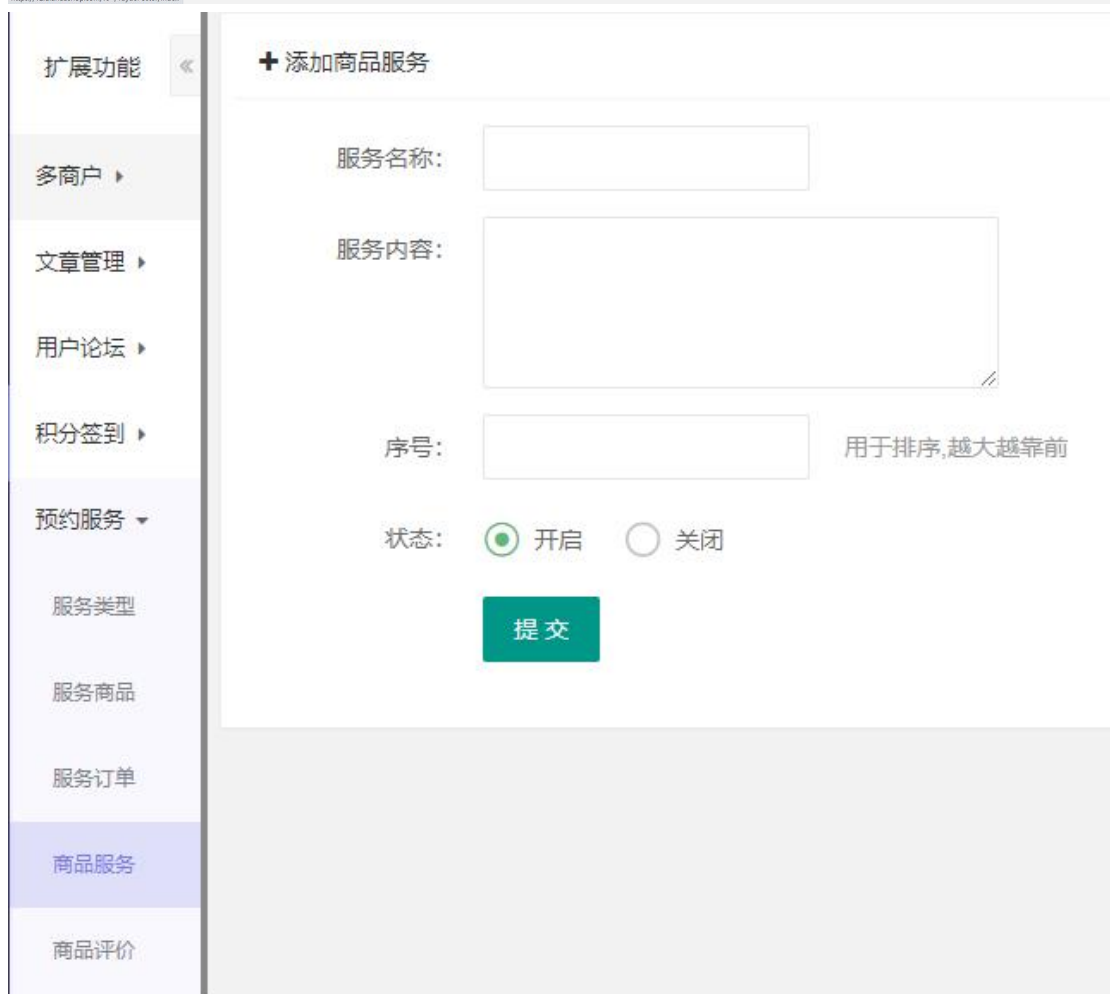 扩展功能
多商户
文章管理
用户论坛
积分签到
预约服务
服务类型
服务商品
服务订单
商品服务
商品评价
添加商品服务
服务名称：
服务内容：
序号：
用于排序,越大越靠前
状态：
开启
关闭
提交